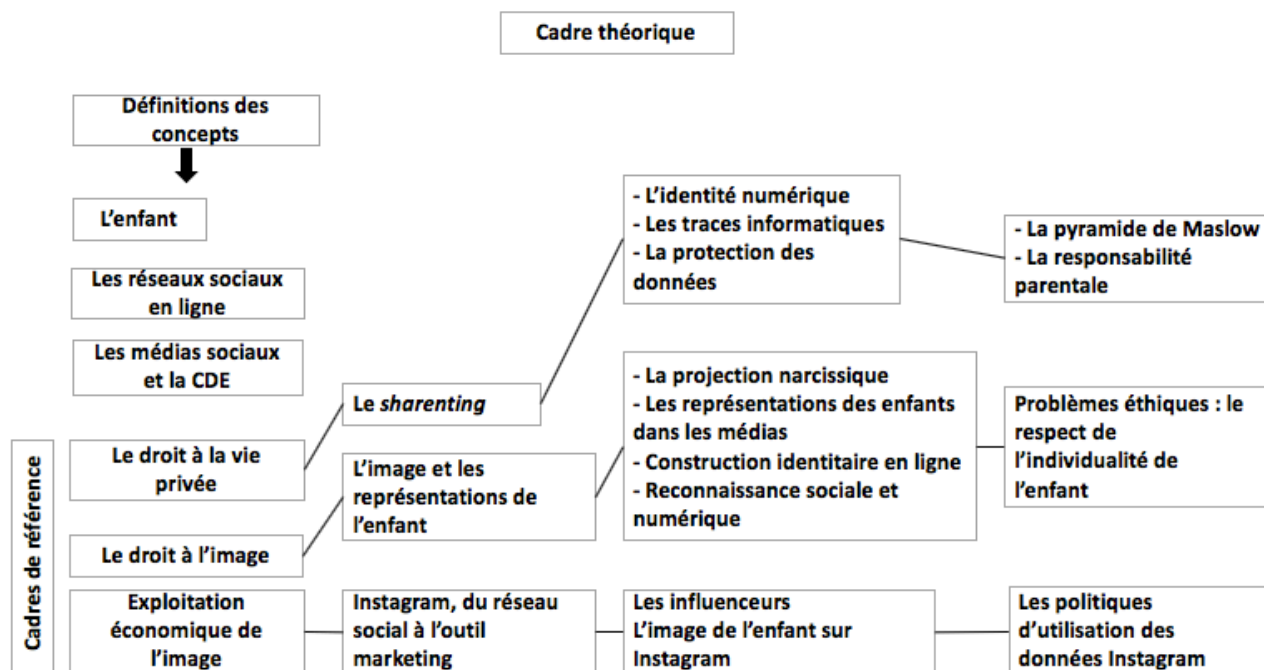 Cadre théorique
Définitions des
concepts
L'enfant
Les réseaux sociaux
en ligne
Les médias sociaux
et la CDE
Cadres de référence
Le droit à la vie
privée
Le sharenting
- L'identité numérique
- Les traces informatiques
- La protection des
données
- La pyramide de Maslow
- La responsabilité
parentale
Le droit à l'image
L'image et les
représentations de
l'enfant
- La projection narcissique
- Les représentations des enfants
dans les médias
- Construction identitaire en ligne
- Reconnaissance sociale et
numérique
Problèmes éthiques : le
respect de
l'individualité de
l'enfant
Exploitation
économique de
l'image
Instagram, du réseau
social à l'outil
marketing
Les influenceurs
L'image de l'enfant sur
Instagram
Les politiques
d'utilisation des
données Instagram